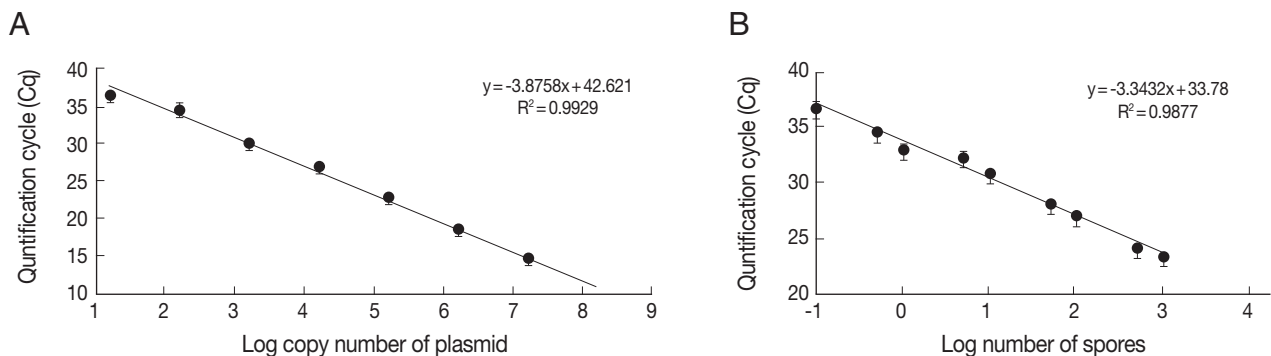 A
Quntification cycle (Cq)
40
35
30
25
20
15
10
y = -3.8758x + 42.621
R² = 0.9929
1 2 3 4 5 6 7 8 9
Log copy number of plasmid
B
Quntification cycle (Cq)
40
35
30
25
20
y = -3.3432x + 33.78
R² = 0.9877
-1 0 1 2 3 4
Log number of spores